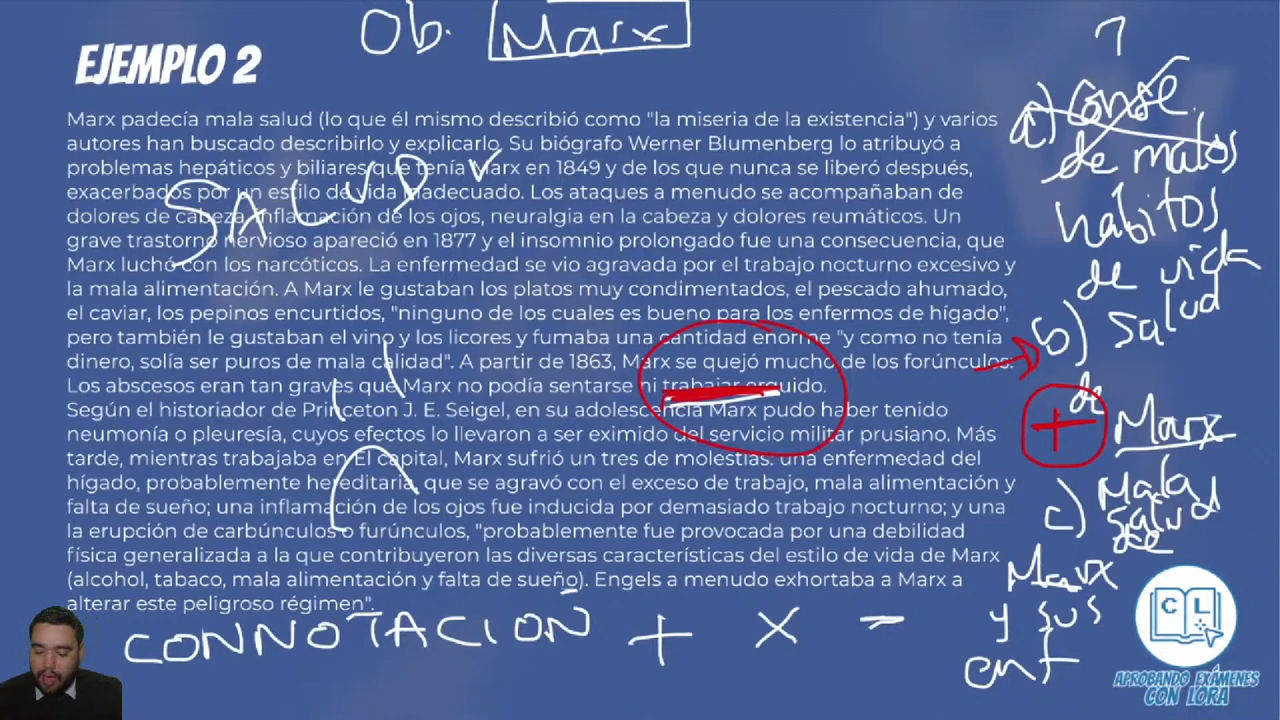 Ob. Marx
EJEMPLO 2
Marx padecía mala salud (lo que él mismo describió como "la miseria de la existencia") y varios
autores han buscado describirlo y explicarlo. Su biógrafo Werner Blumenberg lo atribuyó a
problemas hepáticos y biliares que tenía Marx en 1849 y de los que nunca se liberó después,
exacerbados por un estilo de vida inadecuado. Los ataques a menudo se acompañaban de
dolores de cabeza, inflamación de los ojos, neuralgia en la cabeza y dolores reumáticos. Un
grave trastorno nervioso apareció en 1877 y el insomnio prolongado fue una consecuencia, que
Marx luchó con los narcóticos. La enfermedad se vio agravada por el trabajo nocturno excesivo y
la mala alimentación. A Marx le gustaban los platos muy condimentados, el pescado ahumado,
el caviar, los pepinos encurtidos, "ninguno de los cuales es bueno para los enfermos de hígado",
pero también le gustaban el vino y los licores y fumaba una cantidad enorme "y como no tenía
dinero, solía ser puros de mala calidad". A partir de 1863, Marx se quejó mucho de los forúnculos:
Los abscesos eran tan graves que Marx no podía sentarse ni trabajar erguido.
Según el historiador de Princeton J. E. Seigel, en su adolescencia Marx pudo haber tenido
neumonía o pleuresía, cuyos efectos lo llevaron a ser eximido del servicio militar prusiano. Más
tarde, mientras trabajaba en El capital, Marx sufrió un tres de molestias: una enfermedad del
hígado, probablemente hereditaria, que se agravó con el exceso de trabajo, mala alimentación y
falta de sueño; una inflamación de los ojos fue inducida por demasiado trabajo nocturno; y una
la erupción de carbúnculos o furúnculos, "probablemente fue provocada por una debilidad
física generalizada a la que contribuyeron las diversas características del estilo de vida de Marx
(alcohol, tabaco, mala alimentación y falta de sueño). Engels a menudo exhortaba a Marx a
alterar este peligroso régimen".
SALUD
a) Conse.
de malos
hábitos
de vida
b) Salud
de
Marx
+
c) Mala
Salud
de
Marx
y sus
enf
CONNOTACIÓN + X =
C L
APROBANDO EXÁMENES
CON LORA